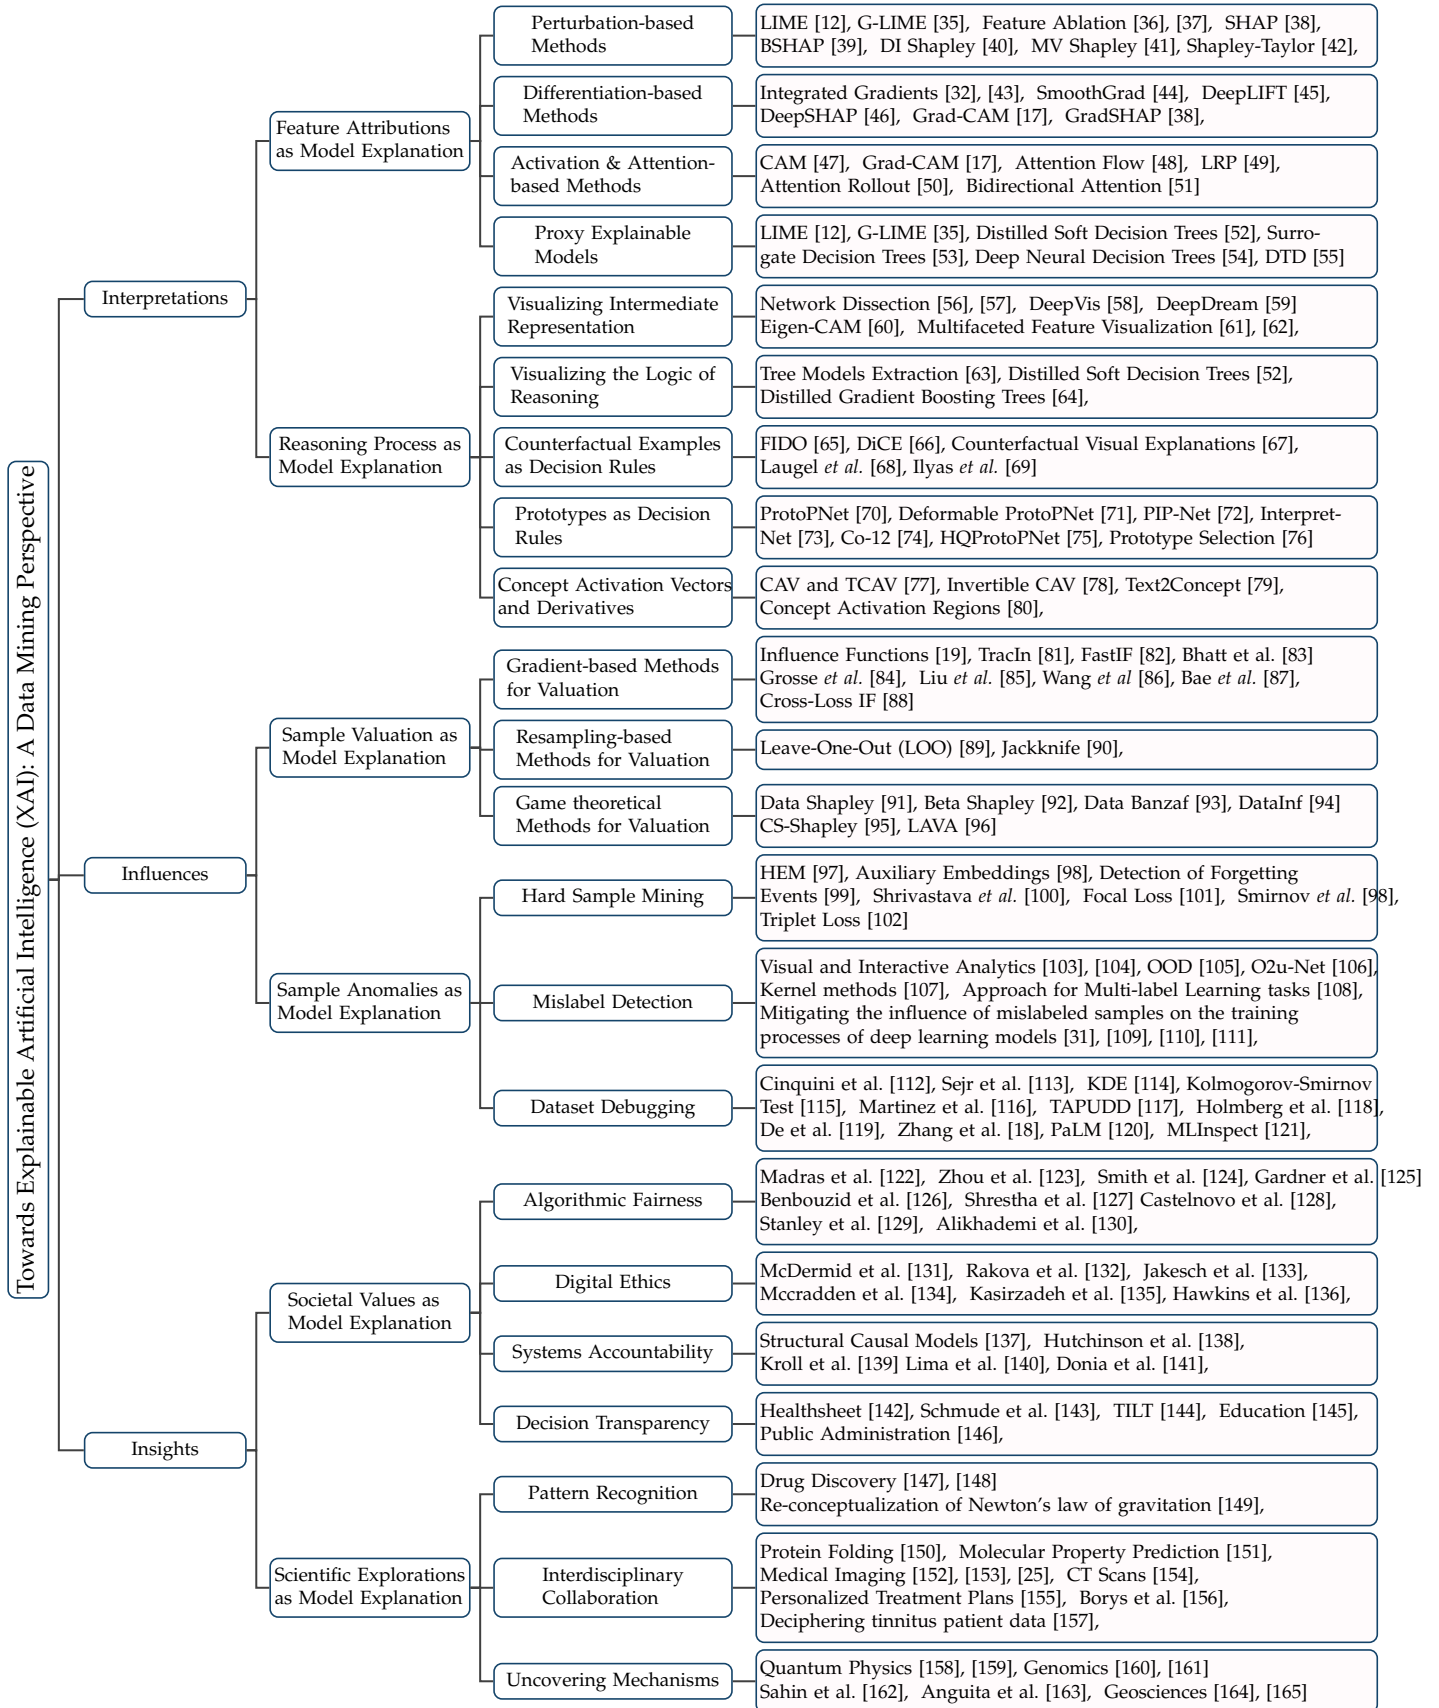 Towards Explainable Artificial Intelligence (XAI): A Data Mining Perspective
Interpretations
Feature Attributions
as Model Explanation
Perturbation-based
Methods
LIME [12], G-LIME [35], Feature Ablation [36], [37], SHAP [38],
BSHAP [39], DI Shapley [40], MV Shapley [41], Shapley-Taylor [42],
Differentiation-based
Methods
Integrated Gradients [32], [43], SmoothGrad [44], DeepLIFT [45],
DeepSHAP [46], Grad-CAM [17], GradSHAP [38],
Activation & Attention-
based Methods
CAM [47], Grad-CAM [17], Attention Flow [48], LRP [49],
Attention Rollout [50], Bidirectional Attention [51]
Proxy Explainable
Models
LIME [12], G-LIME [35], Distilled Soft Decision Trees [52], Surro-
gate Decision Trees [53], Deep Neural Decision Trees [54], DTD [55]
Reasoning Process as
Model Explanation
Visualizing Intermediate
Representation
Network Dissection [56], [57], DeepVis [58], DeepDream [59]
Eigen-CAM [60], Multifaceted Feature Visualization [61], [62],
Visualizing the Logic of
Reasoning
Tree Models Extraction [63], Distilled Soft Decision Trees [52],
Distilled Gradient Boosting Trees [64],
Counterfactual Examples
as Decision Rules
FIDO [65], DiCE [66], Counterfactual Visual Explanations [67],
Laugel et al. [68], Ilyas et al. [69]
Prototypes as Decision
Rules
ProtoPNet [70], Deformable ProtoPNet [71], PIP-Net [72], Interpret-
Net [73], Co-12 [74], HQProtoPNet [75], Prototype Selection [76]
Concept Activation Vectors
and Derivatives
CAV and TCAV [77], Invertible CAV [78], Text2Concept [79],
Concept Activation Regions [80],
Influences
Sample Valuation as
Model Explanation
Gradient-based Methods
for Valuation
Influence Functions [19], TracIn [81], FastIF [82], Bhatt et al. [83]
Grosse et al. [84], Liu et al. [85], Wang et al [86], Bae et al. [87],
Cross-Loss IF [88]
Resampling-based
Methods for Valuation
Leave-One-Out (LOO) [89], Jackknife [90],
Game theoretical
Methods for Valuation
Data Shapley [91], Beta Shapley [92], Data Banzaf [93], DataInf [94]
CS-Shapley [95], LAVA [96]
Sample Anomalies as
Model Explanation
Hard Sample Mining
HEM [97], Auxiliary Embeddings [98], Detection of Forgetting
Events [99], Shrivastava et al. [100], Focal Loss [101], Smirnov et al. [98],
Triplet Loss [102]
Mislabel Detection
Visual and Interactive Analytics [103], [104], OOD [105], O2u-Net [106],
Kernel methods [107], Approach for Multi-label Learning tasks [108],
Mitigating the influence of mislabeled samples on the training
processes of deep learning models [31], [109], [110], [111],
Dataset Debugging
Cinquini et al. [112], Sejr et al. [113], KDE [114], Kolmogorov-Smirnov
Test [115], Martinez et al. [116], TAPUDD [117], Holmberg et al. [118],
De et al. [119], Zhang et al. [18], PaLM [120], MLInspect [121],
Insights
Societal Values as
Model Explanation
Algorithmic Fairness
Madras et al. [122], Zhou et al. [123], Smith et al. [124], Gardner et al. [125]
Benbouzid et al. [126], Shrestha et al. [127] Castelnovo et al. [128],
Stanley et al. [129], Alikhademi et al. [130],
Digital Ethics
McDermid et al. [131], Rakova et al. [132], Jakesch et al. [133],
Mccradden et al. [134], Kasirzadeh et al. [135], Hawkins et al. [136],
Systems Accountability
Structural Causal Models [137], Hutchinson et al. [138],
Kroll et al. [139] Lima et al. [140], Donia et al. [141],
Decision Transparency
Healthsheet [142], Schmude et al. [143], TILT [144], Education [145],
Public Administration [146],
Scientific Explorations
as Model Explanation
Pattern Recognition
Drug Discovery [147], [148]
Re-conceptualization of Newton's law of gravitation [149],
Interdisciplinary
Collaboration
Protein Folding [150], Molecular Property Prediction [151],
Medical Imaging [152], [153], [25], CT Scans [154],
Personalized Treatment Plans [155], Borys et al. [156],
Deciphering tinnitus patient data [157],
Uncovering Mechanisms
Quantum Physics [158], [159], Genomics [160], [161]
Sahin et al. [162], Anguita et al. [163], Geosciences [164], [165]